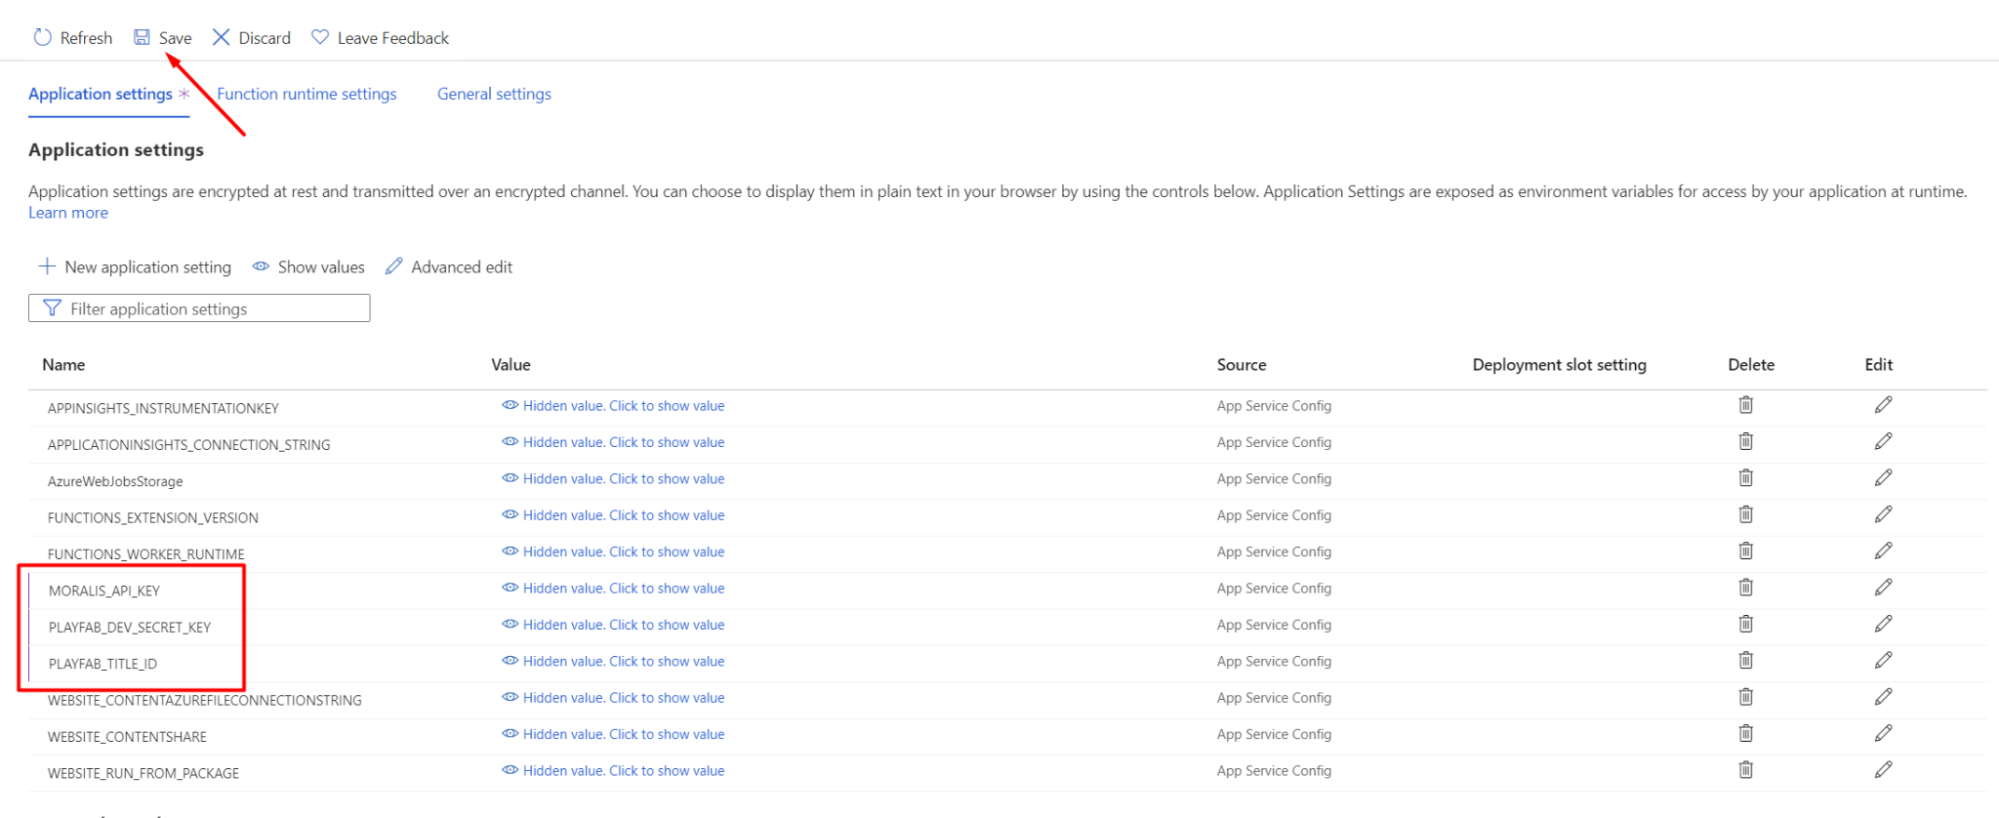 Refresh Save Discard Leave Feedback
Application settings * Function runtime settings General settings
Application settings
Application settings are encrypted at rest and transmitted over an encrypted channel. You can choose to display them in plain text in your browser by using the controls below. Application Settings are exposed as environment variables for access by your application at runtime.
Learn more
New application setting Show values Advanced edit
Filter application settings
Name Value Source Deployment slot setting Delete Edit
APPINSIGHTS_INSTRUMENTATIONKEY Hidden value. Click to show value App Service Config
APPLICATIONINSIGHTS_CONNECTION_STRING Hidden value. Click to show value App Service Config
AzureWebJobsStorage Hidden value. Click to show value App Service Config
FUNCTIONS_EXTENSION_VERSION Hidden value. Click to show value App Service Config
FUNCTIONS_WORKER_RUNTIME Hidden value. Click to show value App Service Config
MORALIS_API_KEY Hidden value. Click to show value App Service Config
PLAYFAB_DEV_SECRET_KEY Hidden value. Click to show value App Service Config
PLAYFAB_TITLE_ID Hidden value. Click to show value App Service Config
WEBSITE_CONTENTAZUREFILECONNECTIONSTRING Hidden value. Click to show value App Service Config
WEBSITE_CONTENTSHARE Hidden value. Click to show value App Service Config
WEBSITE_RUN_FROM_PACKAGE Hidden value. Click to show value App Service Config